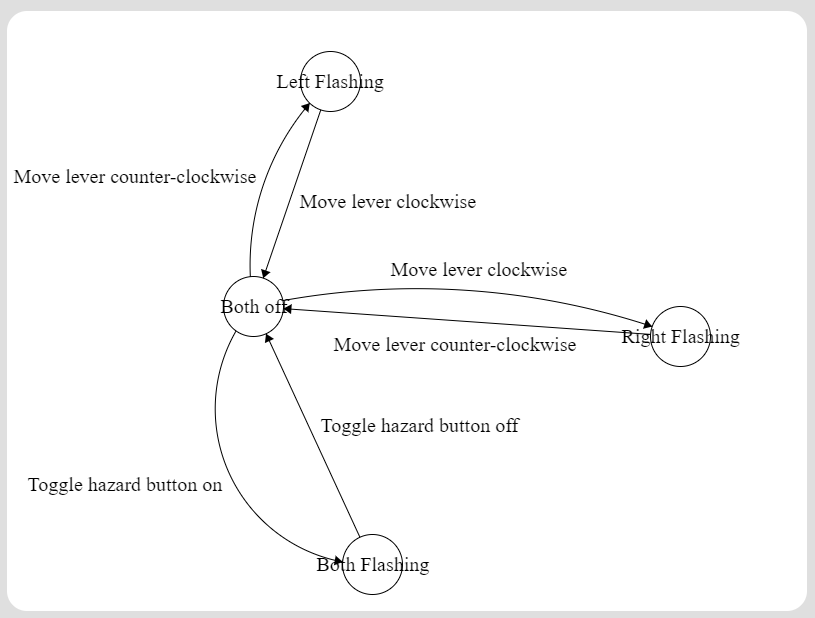 Left Flashing
Move lever counter-clockwise
Move lever clockwise
Move lever clockwise
Both off
Right Flashing
Move lever counter-clockwise
Toggle hazard button off
Toggle hazard button on
Both Flashing